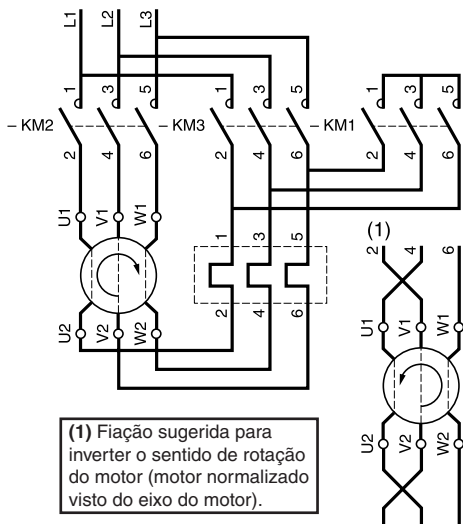 L1 L2 L3
1 3 5 1 3 5 1 3 5
– KM2 – KM3 – KM1
2 4 6 2 4 6 2 4 6
U1 V1 W1
1 3 5
2 4 6
U2 V2 W2
(1)
2 4 6
U1 V1 W1
U2 V2 W2
(1) Fiação sugerida para
inverter o sentido de rotação
do motor (motor normalizado
visto do eixo do motor).